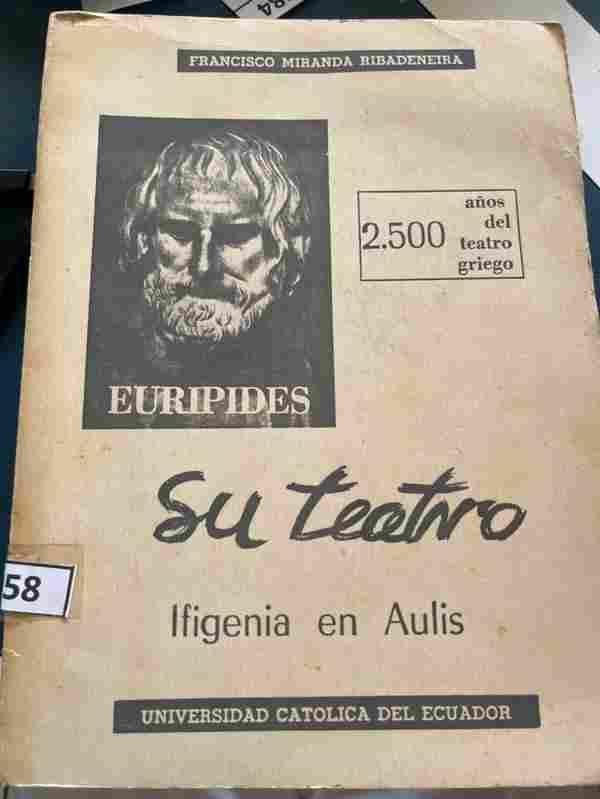 84
FRANCISCO MIRANDA RIBADENEIRA
años
del
2.500 teatro
griego
EURIPIDES
su teatro
58
Ifigenia en Aulis
UNIVERSIDAD CATOLICA DEL ECUADOR